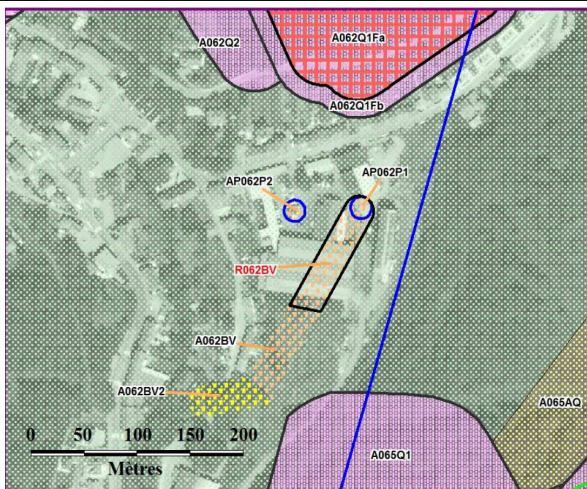 A062Q2
A062Q1Fa
A062Q1Fb
AP062P2
AP062P1
R062BV
A062BV
A062BV2
A065AQ
0 50 100 150 200
Mètres
A065Q1